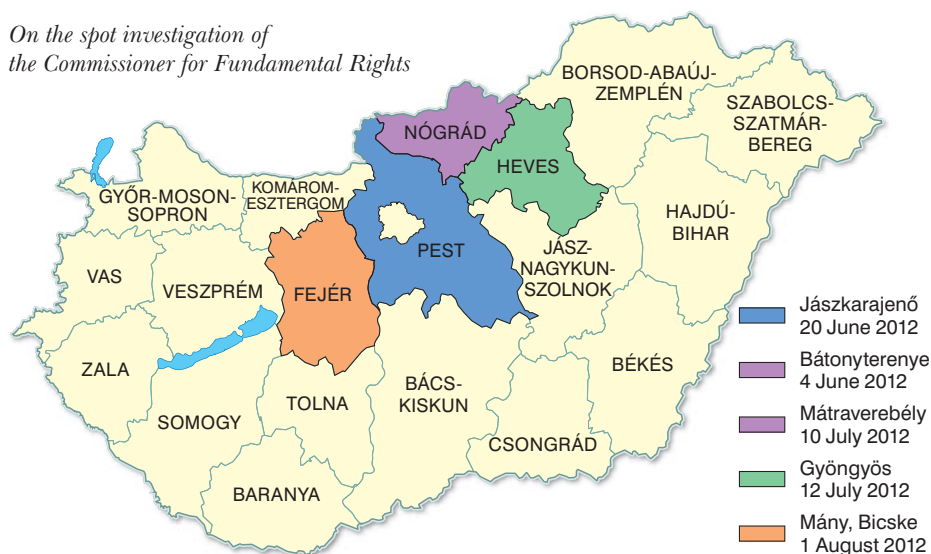 On the spot investigation of
the Commissioner for Fundamental Rights
BORSOD-ABAÚJ-
ZEMPLÉN
SZABOLCS-
SZATMÁR-
BEREG
NÓGRÁD
HEVES
GYŐR-MOSON-
SOPRON
KOMÁROM-
ESZTERGOM
HAJDÚ-
BIHAR
PEST
JÁSZ-
NAGYKUN-
SZOLNOK
VAS
VESZPRÉM
FEJÉR
ZALA
SOMOGY
TOLNA
BÁCS-
KISKUN
BÉKÉS
CSONGRÁD
BARANYA
Jászkarajenő
20 June 2012
Bátonyterenye
4 June 2012
Mátraverebély
10 July 2012
Gyöngyös
12 July 2012
Mány, Bicske
1 August 2012